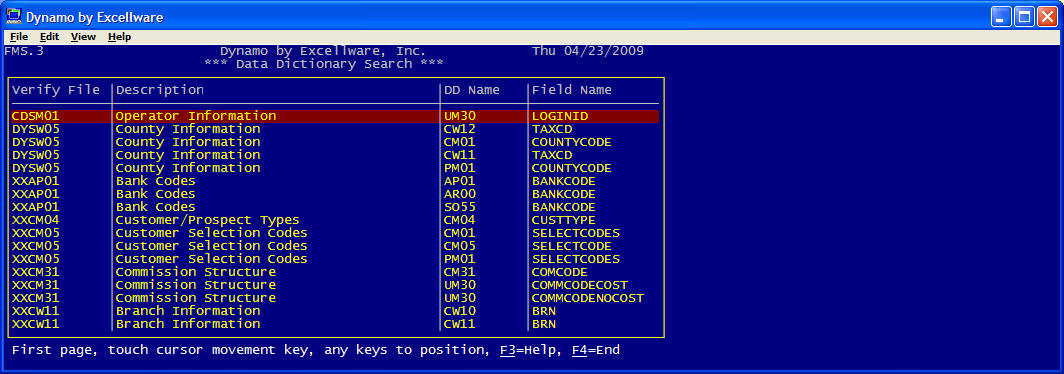 Dynamo by Excellware
File Edit View Help
FMS.3 Dynamo by Excellware, Inc. Thu 04/23/2009
*** Data Dictionary Search ***
Verify File Description DD Name Field Name
CDSM01 Operator Information UM30 LOGINID
DYSW05 County Information CW12 TAXCD
DYSW05 County Information CM01 COUNTYCODE
DYSW05 County Information CW11 TAXCD
DYSW05 County Information PM01 COUNTYCODE
XXAP01 Bank Codes AP01 BANKCODE
XXAP01 Bank Codes AR00 BANKCODE
XXAP01 Bank Codes SO55 BANKCODE
XXCM04 Customer/Prospect Types CM04 CUSTTYPE
XXCM05 Customer Selection Codes CM01 SELECTCODES
XXCM05 Customer Selection Codes CM05 SELECTCODE
XXCM05 Customer Selection Codes PM01 SELECTCODES
XXCM31 Commission Structure CM31 COMCODE
XXCM31 Commission Structure UM30 COMMCODECOST
XXCM31 Commission Structure UM30 COMMCODENOCOST
XXCW11 Branch Information CW10 BRN
XXCW11 Branch Information CW11 BRN
First page, touch cursor movement key, any keys to position, F3=Help, F4=End